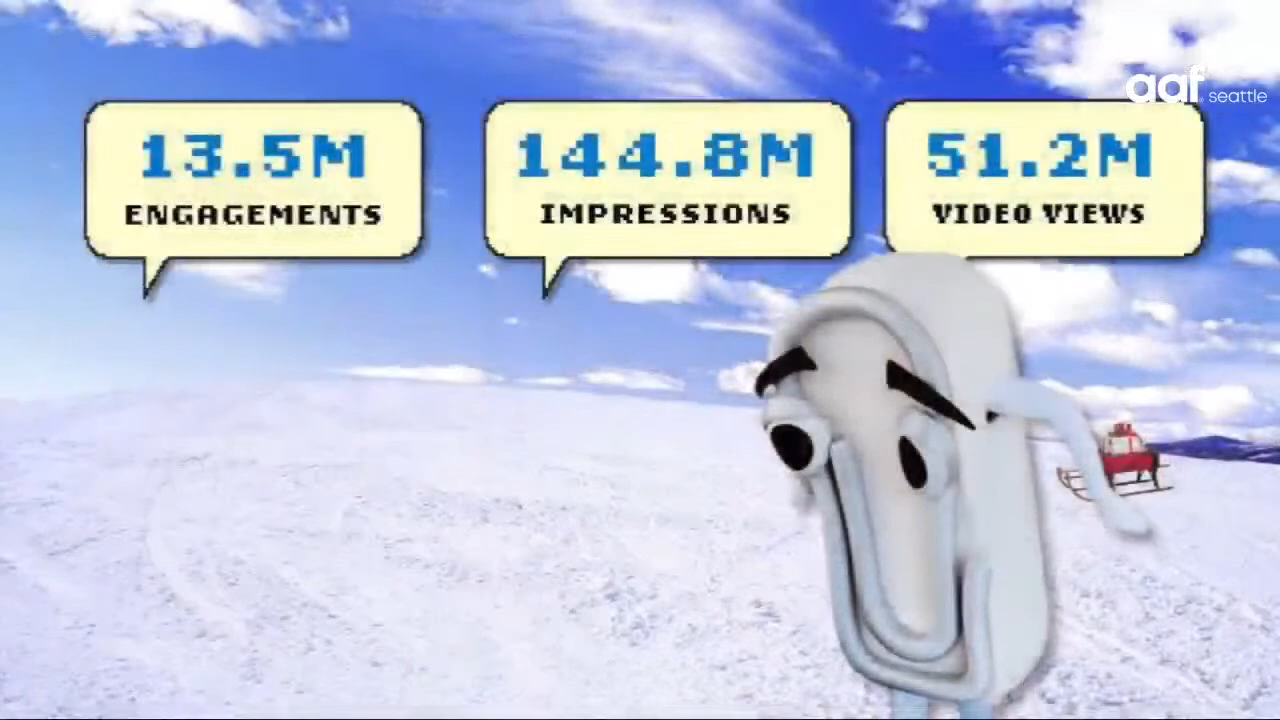 aaf seattle
13.5M
ENGAGEMENTS
144.8M
IMPRESSIONS
51.2M
VIDEO VIEWS